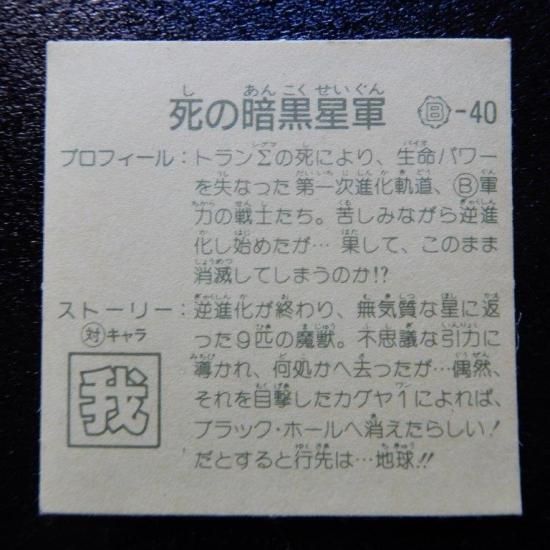 死の暗黒星軍 B-40
プロフィール：トランΣの死により、生命パワー
を失なった第一次進化軌道、Ⓑ軍
力の戦士たち。苦しみながら逆進
化し始めたが…果して、このまま
消滅してしまうのか!?
ストーリー：逆進化が終わり、無気質な星に返
対キャラ
った9匹の魔獣。不思議な引力に
導かれ、何処かへ去ったが…偶然、
我
それを目撃したカグヤ1によれば、
ブラック・ホールへ消えたらしい!
だとすると行先は…地球!!